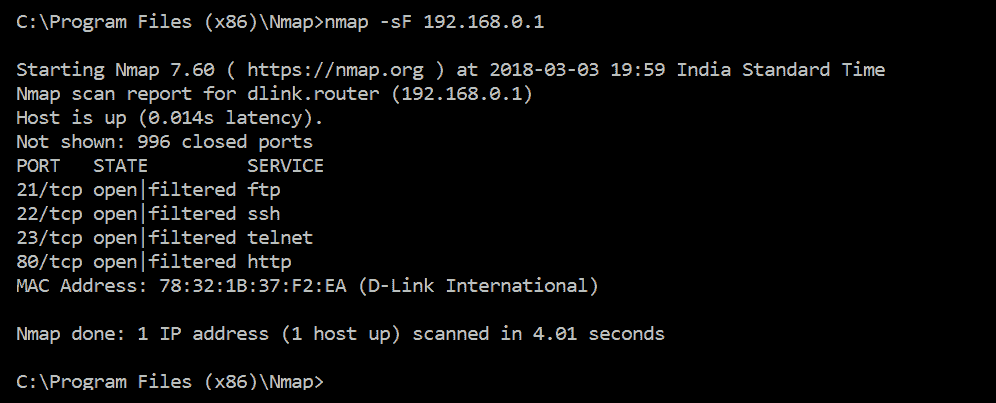 C:\Program Files (x86)\Nmap>nmap -sF 192.168.0.1
Starting Nmap 7.60 ( https://nmap.org ) at 2018-03-03 19:59 India Standard Time
Nmap scan report for dlink.router (192.168.0.1)
Host is up (0.014s latency).
Not shown: 996 closed ports
PORT   STATE         SERVICE
21/tcp open|filtered ftp
22/tcp open|filtered ssh
23/tcp open|filtered telnet
80/tcp open|filtered http
MAC Address: 78:32:1B:37:F2:EA (D-Link International)
Nmap done: 1 IP address (1 host up) scanned in 4.01 seconds
C:\Program Files (x86)\Nmap>